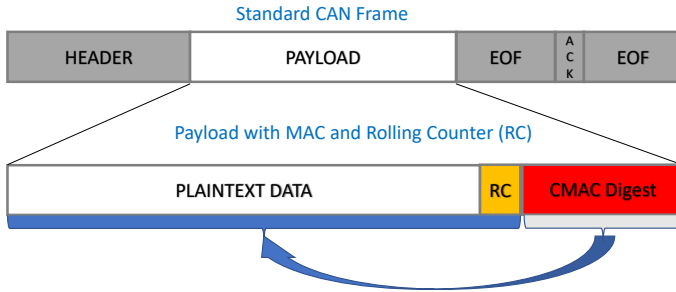 Standard CAN Frame
HEADER PAYLOAD EOF ACK EOF
Payload with MAC and Rolling Counter (RC)
PLAINTEXT DATA RC CMAC Digest